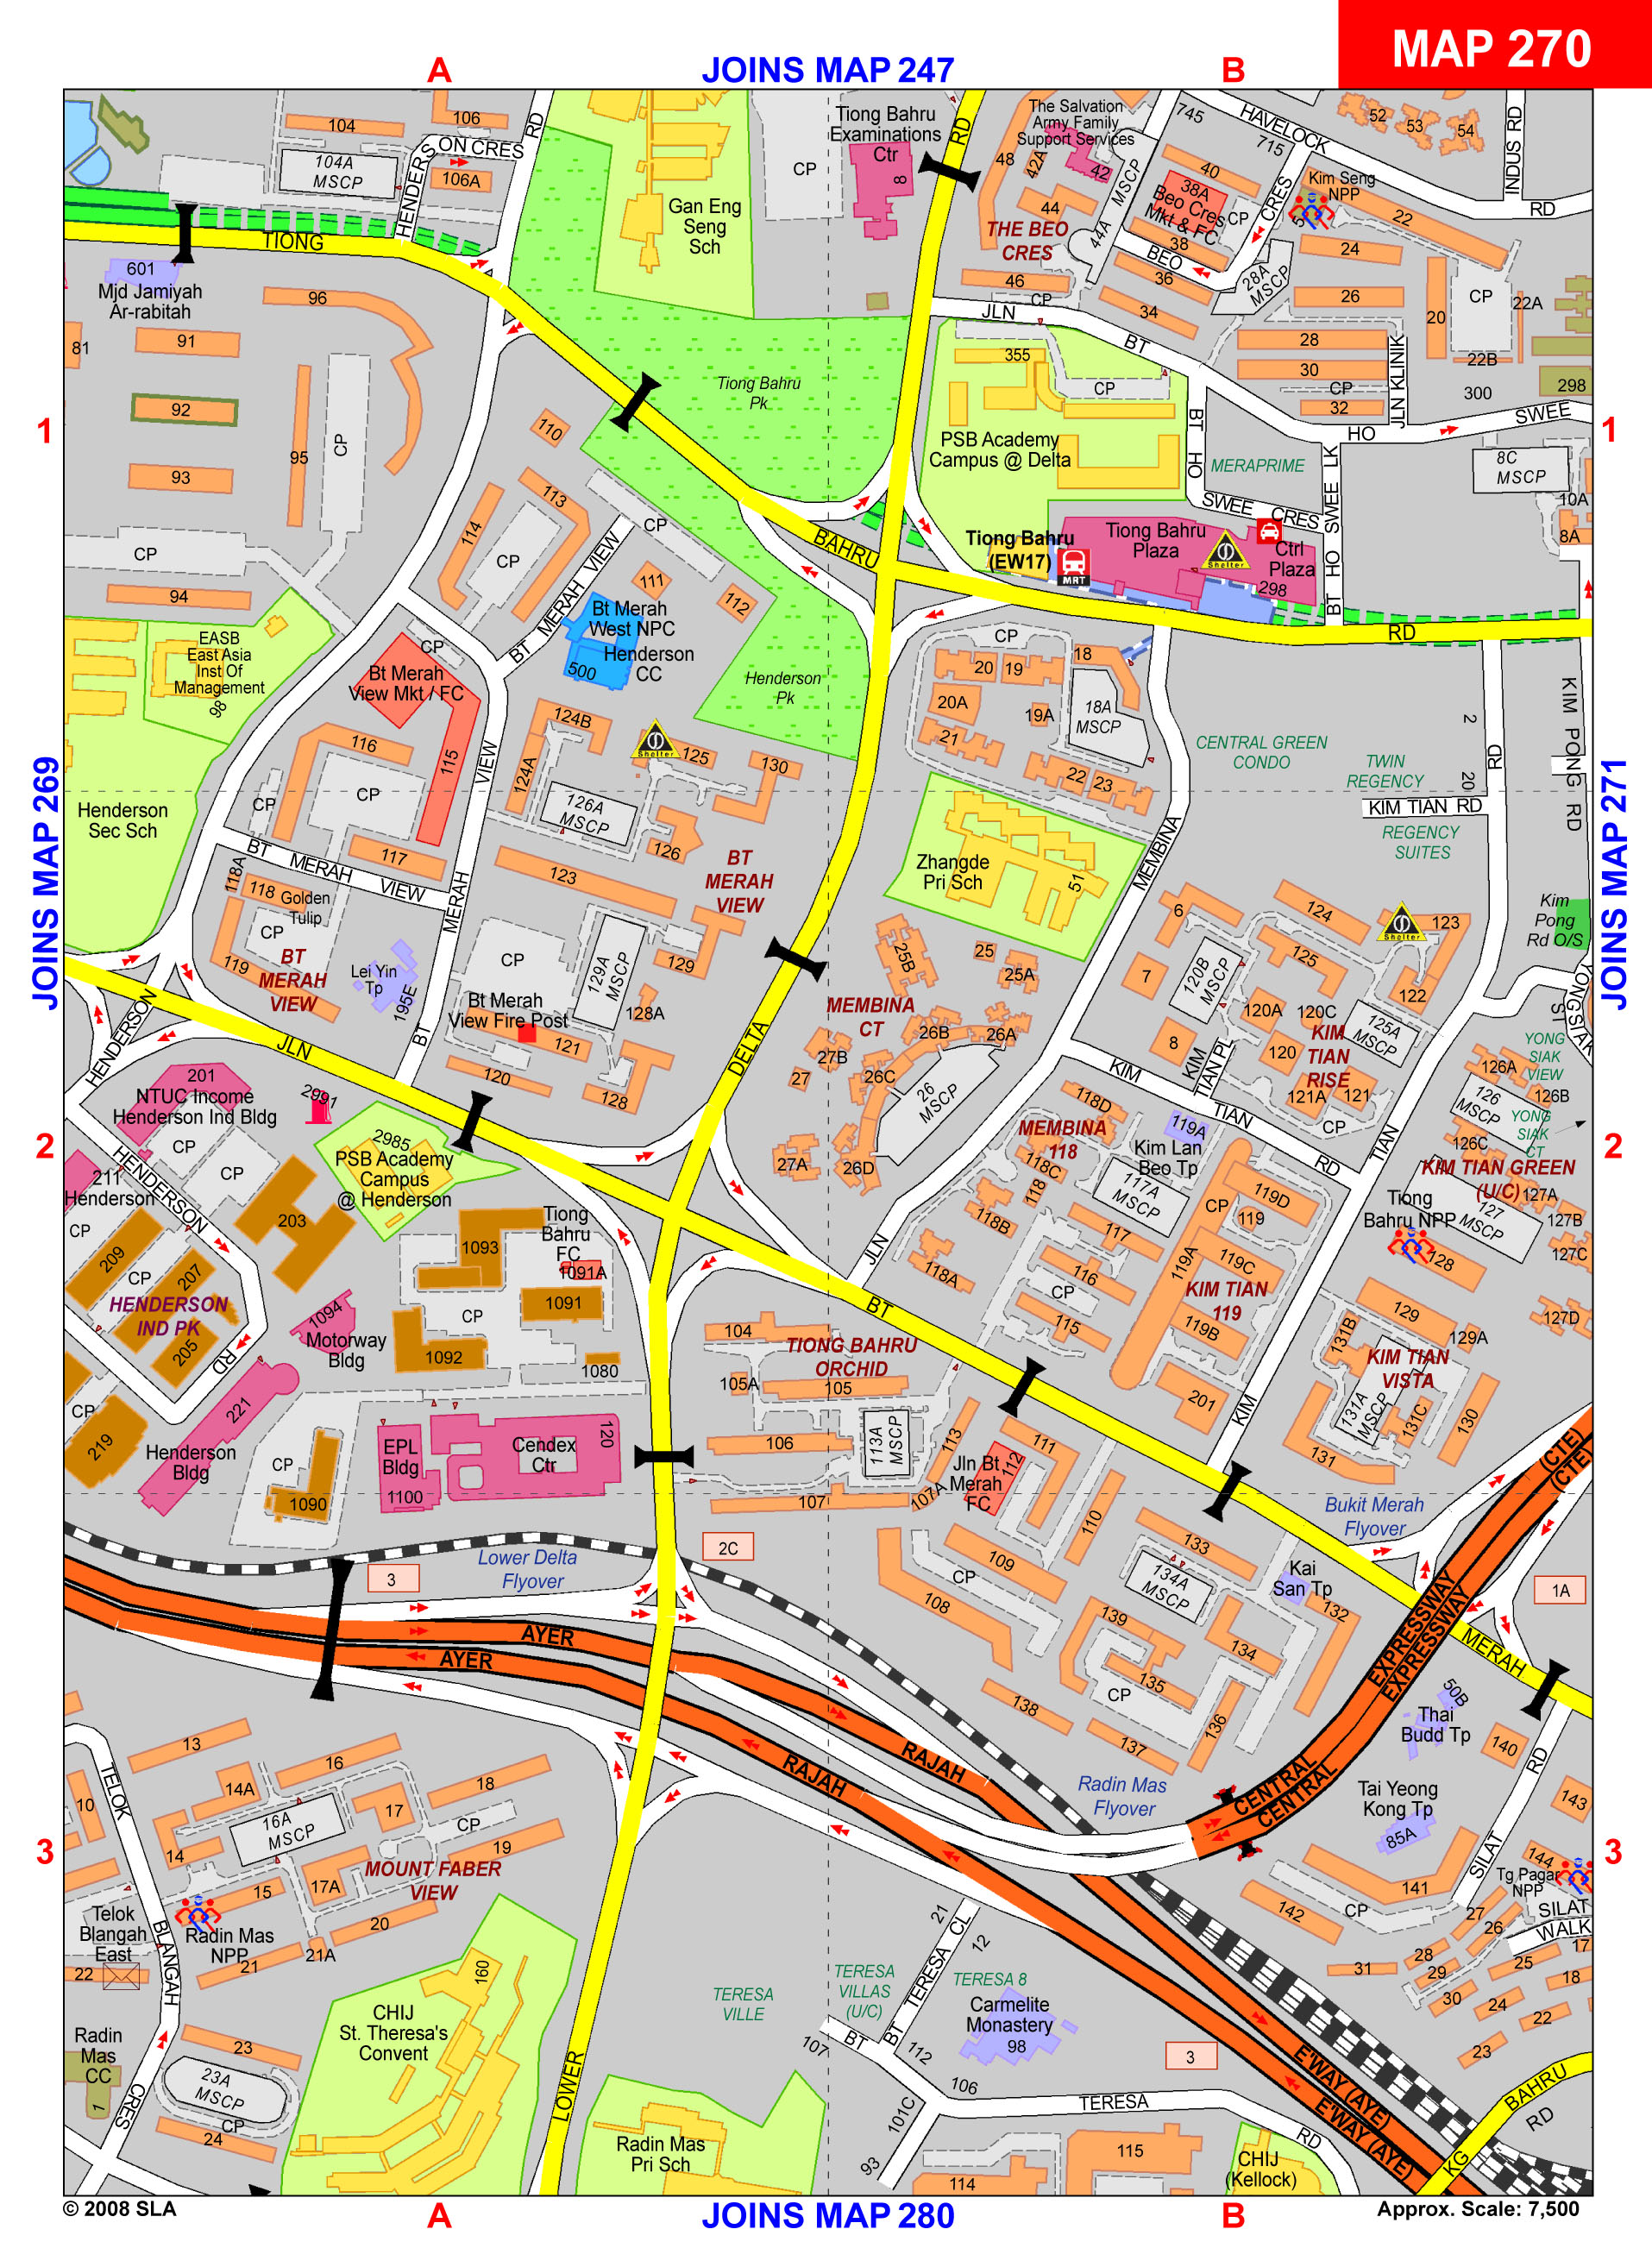 MAP 270
A
JOINS MAP 247
B
104
106
HENDERSON CRES
RD
104A
MSCP
106A
Gan Eng
Seng
Sch
CP
Tiong Bahru
Examinations
Ctr
8
RD
The Salvation
Army Family
Support Services
48
42A
42
44
THE BEO
CRES
46
CP
MSCP
44A
745
HAVELOCK
715
RD
52
53
54
INDUS RD
40
38A
Beo Cres
Mkt & FC
CP
38
CRES
BEO
36
34
28A
MSCP
Kim Seng
NPP
22
24
26
20
CP
22A
22B
28
30
CP
32
JLN KLINIK
300
298
TIONG
601
Mjd Jamiyah
Ar-rabitah
96
81
91
92
93
95
CP
CP
94
Tiong Bahru
Pk
110
113
114
CP
CP
JLN
BT
HO
SWEE
355
CP
PSB Academy
Campus @ Delta
BT HO
SWEE CRES
MERAPRIME
BT HO SWEE LK
8C
MSCP
10A
8A
1
1
BAHRU
Tiong Bahru
(EW17)
MRT
Tiong Bahru
Plaza
Shelter
Ctrl
Plaza
298
RD
EASB
East Asia
Inst Of
Management
98
BT MERAH VIEW
111
112
Bt Merah
West NPC
Henderson
CC
500
CP
Bt Merah
View Mkt / FC
115
116
CP
CP
117
Henderson
Pk
124B
124A
126A
MSCP
Shelter
125
130
126
123
BT
MERAH
VIEW
CP
20
19
18
20A
19A
18A
MSCP
21
22
23
CENTRAL GREEN
CONDO
TWIN
REGENCY
2
20
RD
KIM PONG RD
KIM TIAN RD
REGENCY
SUITES
Henderson
Sec Sch
JOINS MAP 269
JOINS MAP 271
BT MERAH VIEW
118A
118
Golden
Tulip
CP
119
BT
MERAH
VIEW
Lei Yin
Tp
195E
BT MERAH VIEW
CP
129A
MSCP
129
128A
Bt Merah
View Fire Post
121
120
128
Zhangde
Pri Sch
51
MEMBINA
25B
25
25A
MEMBINA
CT
26B
26A
27B
27
26C
26
MSCP
27A
26D
6
7
8
120B
MSCP
124
125
Shelter
123
122
120A
120C
120
KIM
TIAN
RISE
125A
MSCP
121A
121
CP
KIM
TIAN PL
Kim
Pong
Rd O/S
YONG SIAK ST
YONG
SIAK
VIEW
126A
126
MSCP
126B
YONG
SIAK
CT
126C
HENDERSON
JLN
DELTA
201
NTUC Income
Henderson Ind Bldg
2991
CP
CP
2
2
211
Henderson
CP
HENDERSON
RD
2985
PSB Academy
Campus
@ Henderson
203
209
CP
207
HENDERSON
IND PK
205
1094
Motorway
Bldg
1093
Tiong
Bahru
FC
1091A
1091
CP
1092
1080
KIM
TIAN
RD
118D
MEMBINA
118
118C
118
118B
118A
119A
Kim Lan
Beo Tp
117A
MSCP
117
116
CP
115
CP
119D
119
119C
119A
KIM TIAN
119
119B
201
TIAN
KIM
KIM TIAN GREEN
(U/C)
127A
127
MSCP
127B
127C
127D
Tiong
Bahru NPP
128
129
129A
131B
KIM TIAN
VISTA
131A
MSCP
131C
130
131
JLN
BT
CP
219
221
Henderson
Bldg
CP
1090
EPL
Bldg
1100
Cendex
Ctr
120
104
TIONG BAHRU
ORCHID
105A
105
106
113A
MSCP
107
107A
113
Jln Bt
Merah
FC
112
111
110
(CTE)
(CTE)
Bukit Merah
Flyover
Lower Delta
Flyover
2C
3
109
CP
108
133
134A
MSCP
Kai
San Tp
132
139
134
135
CP
136
137
138
EXPRESSWAY
EXPRESSWAY
1A
MERAH
AYER
AYER
RAJAH
RAJAH
50B
Thai
Budd Tp
140
RD
143
Radin Mas
Flyover
CENTRAL
CENTRAL
Tai Yeong
Kong Tp
85A
SILAT
144
Tg Pagar
NPP
SILAT
WALK
3
3
TELOK
BLANGAH
CRES
13
10
14A
16
16A
MSCP
17
18
CP
19
14
15
17A
MOUNT FABER
VIEW
20
21
21A
Telok
Blangah
East
22
Radin Mas
NPP
Radin
Mas
CC
1
23
23A
MSCP
CP
24
160
CHIJ
St. Theresa's
Convent
LOWER
Radin Mas
Pri Sch
TERESA
VILLE
TERESA
VILLAS
(U/C)
21
BT TERESA CL
12
TERESA 8
Carmelite
Monastery
98
107
BT
112
106
TERESA
RD
101C
93
114
115
CHIJ
(Kellock)
3
E'WAY (AYE)
E'WAY (AYE)
141
142
CP
27
26
28
29
31
30
25
24
22
23
18
17
KG
BAHRU
RD
© 2008 SLA
A
JOINS MAP 280
B
Approx. Scale: 7,500